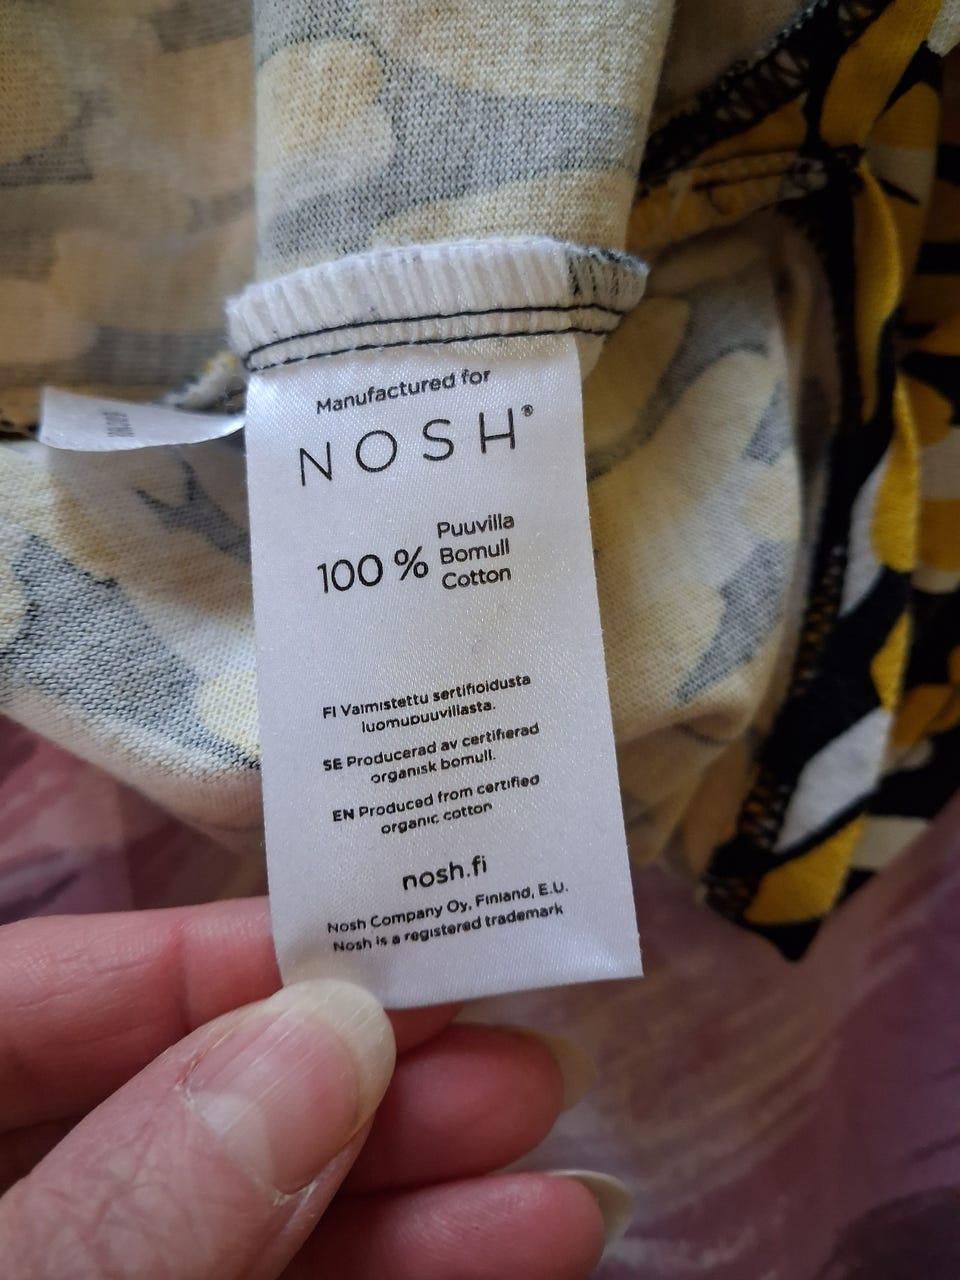 Manufactured for
NOSH®
100 % Puuvilla
Bomull
Cotton
FI Valmistettu sertifioidusta
luomupuuvillasta.
SE Producerad av certifierad
organisk bomull.
EN Produced from certified
organic cotton
nosh.fi
Nosh Company Oy, Finland, E.U.
Nosh is a registered trademark